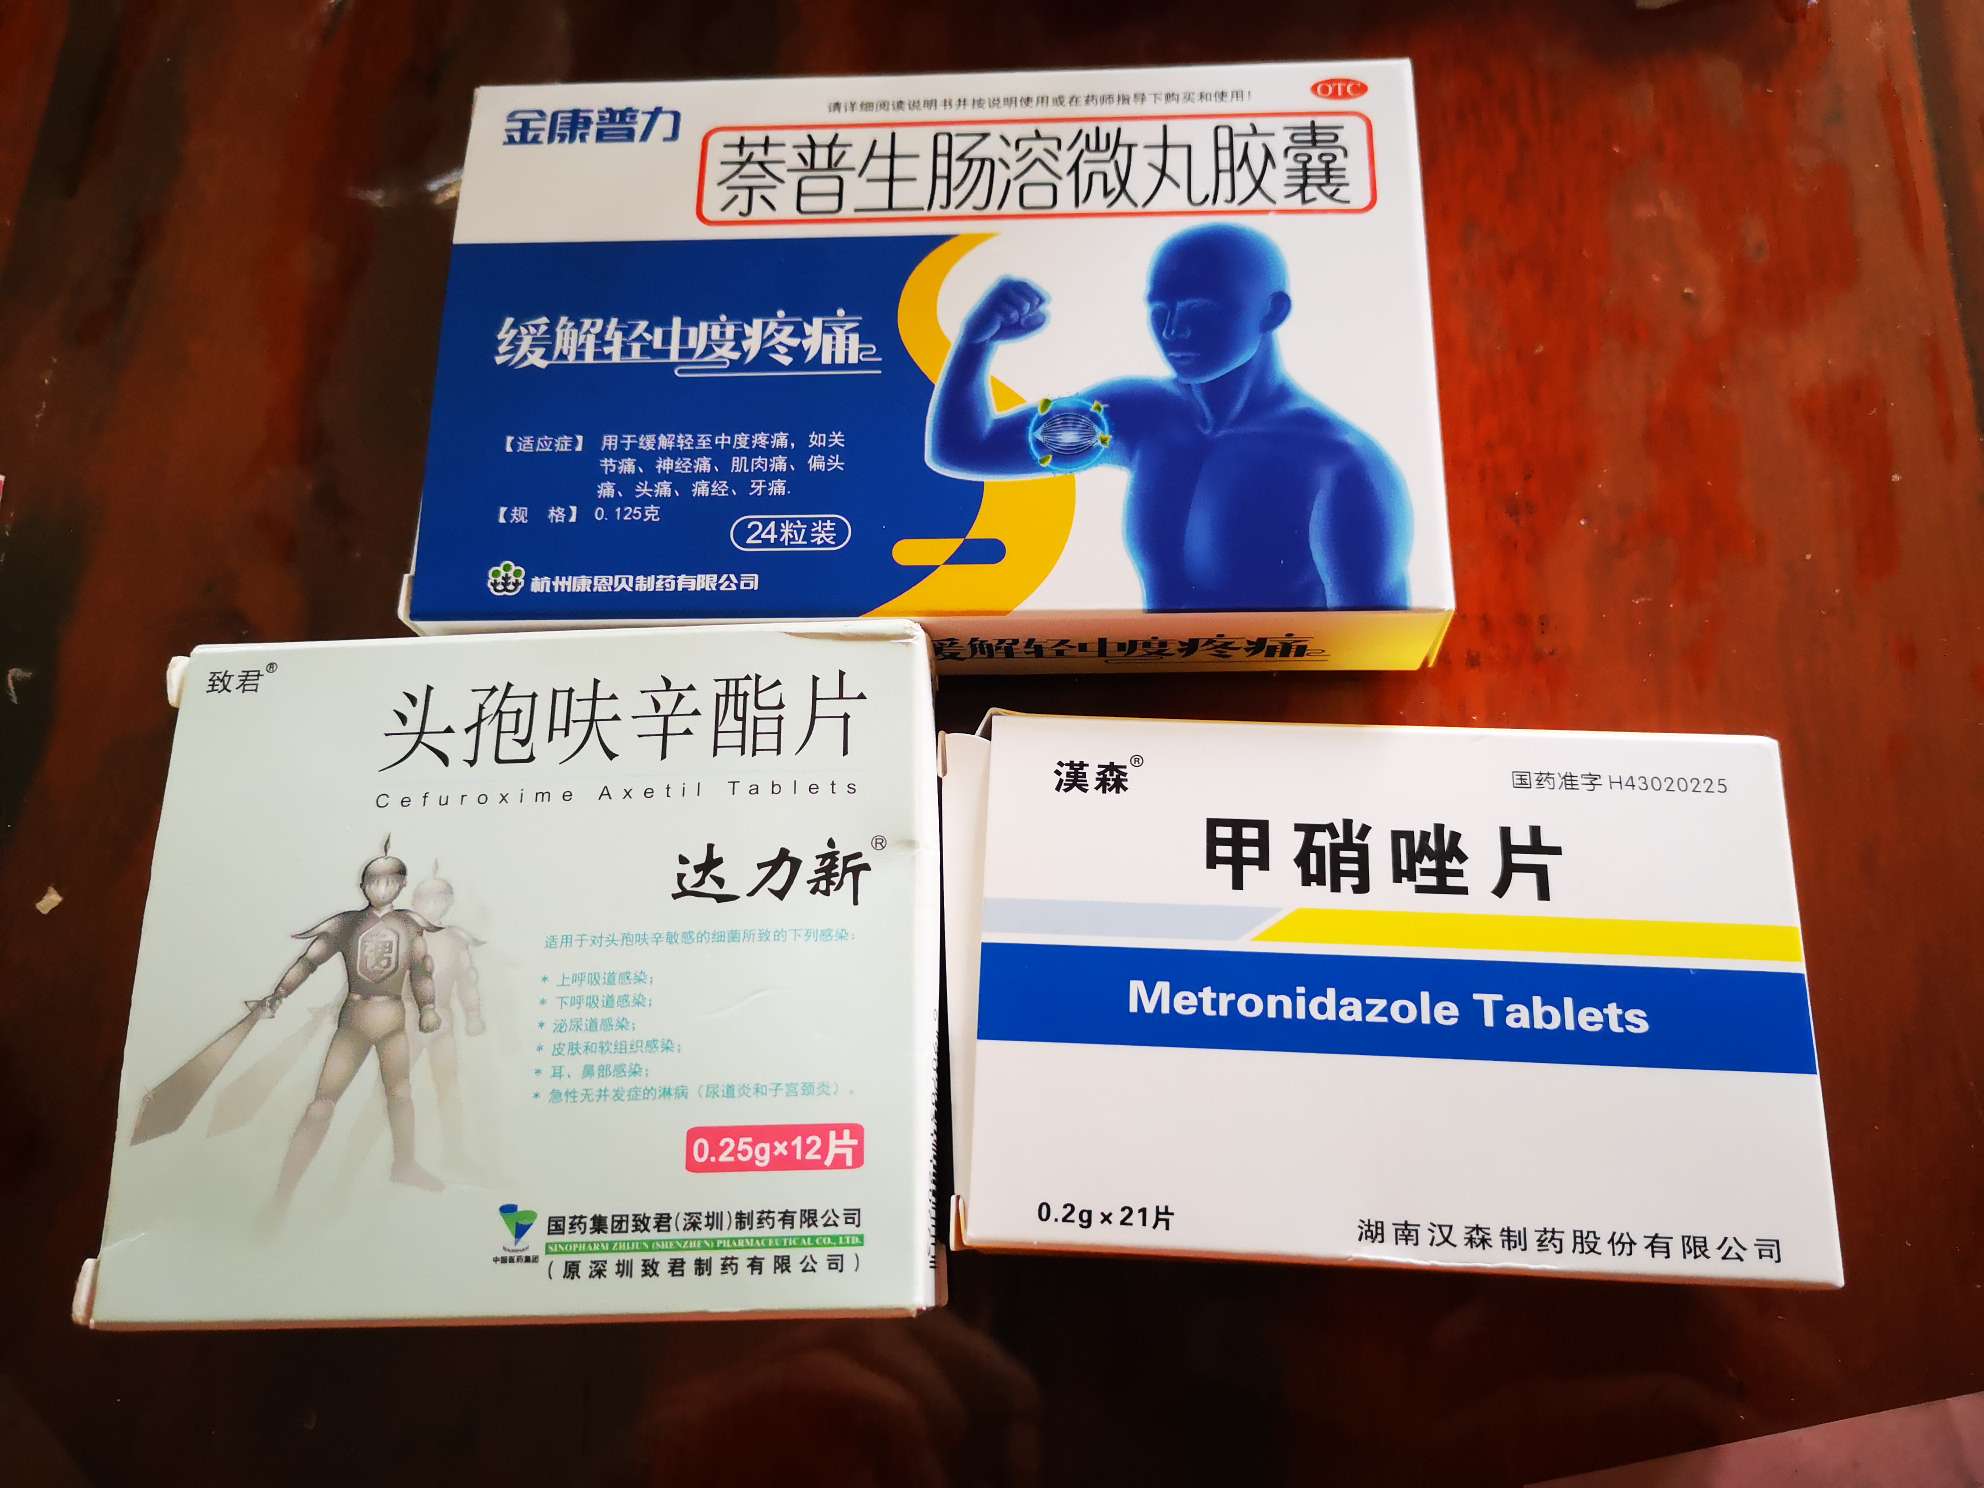 金康普力
请详细阅读说明书并按说明使用或在药师指导下购买和使用!
OTC
萘普生肠溶微丸胶囊
缓解轻中度疼痛
【适应症】 用于缓解轻至中度疼痛，如关
节痛、神经痛、肌肉痛、偏头
痛、头痛、痛经、牙痛.
【规 格】 0.125克
24粒装
杭州康恩贝制药有限公司
缓解轻中度疼痛
致君®
头孢呋辛酯片
Cefuroxime Axetil Tablets
达力新®
适用于对头孢呋辛敏感的细菌所致的下列感染:
* 上呼吸道感染;
* 下呼吸道感染;
* 泌尿道感染;
* 皮肤和软组织感染;
* 耳、鼻部感染;
* 急性无并发症的淋病（尿道炎和子宫颈炎）。
0.25g×12片
中国医药集团
国药集团致君(深圳)制药有限公司
SINOPHARM ZHIJUN (SHENZHEN) PHARMACEUTICAL CO., LTD.
(原深圳致君制药有限公司)
漢森®
国药准字 H43020225
甲硝唑片
Metronidazole Tablets
0.2g×21片
湖南汉森制药股份有限公司